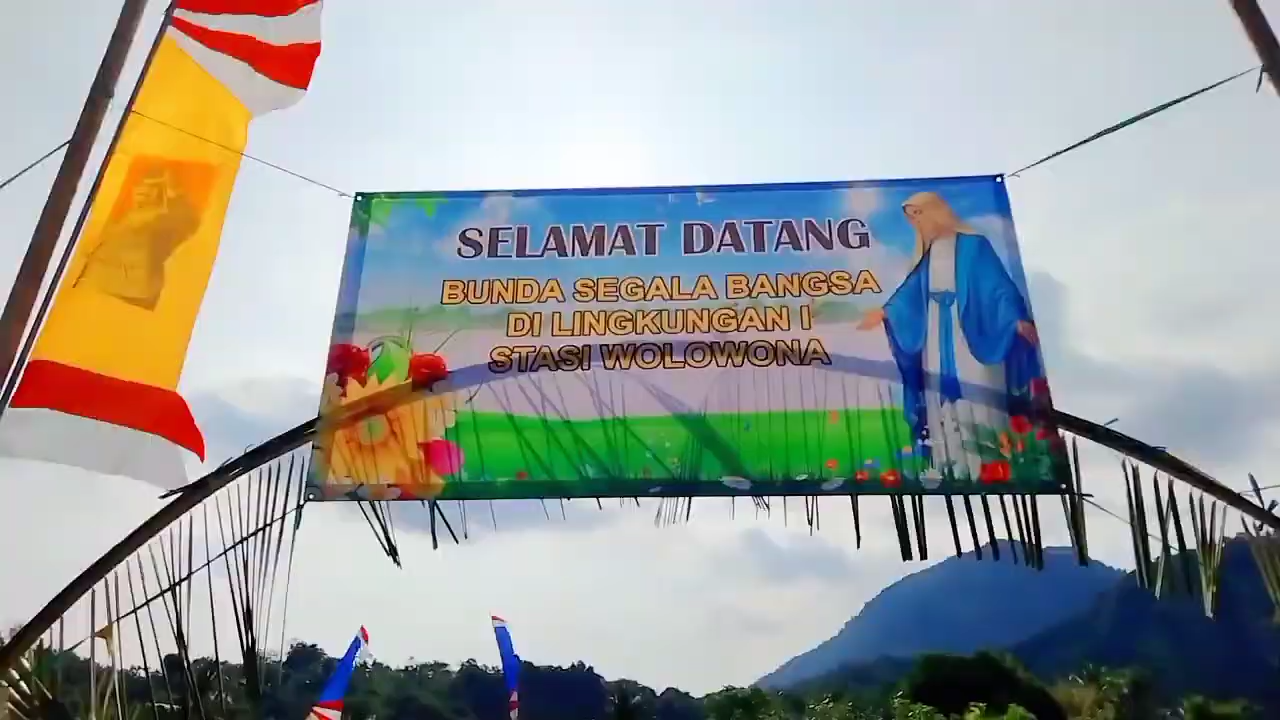 SELAMAT DATANG
BUNDA SEGALA BANGSA
DI LINGKUNGAN I
STASI WOLOWONA